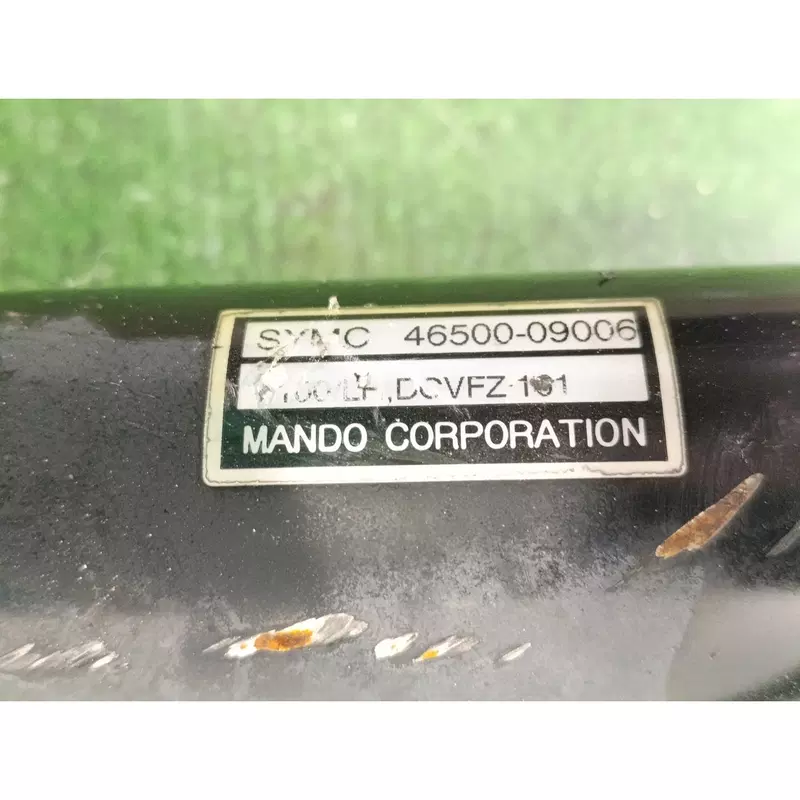 SYMC 46500-09006
DCVFZ-101
MANDO CORPORATION